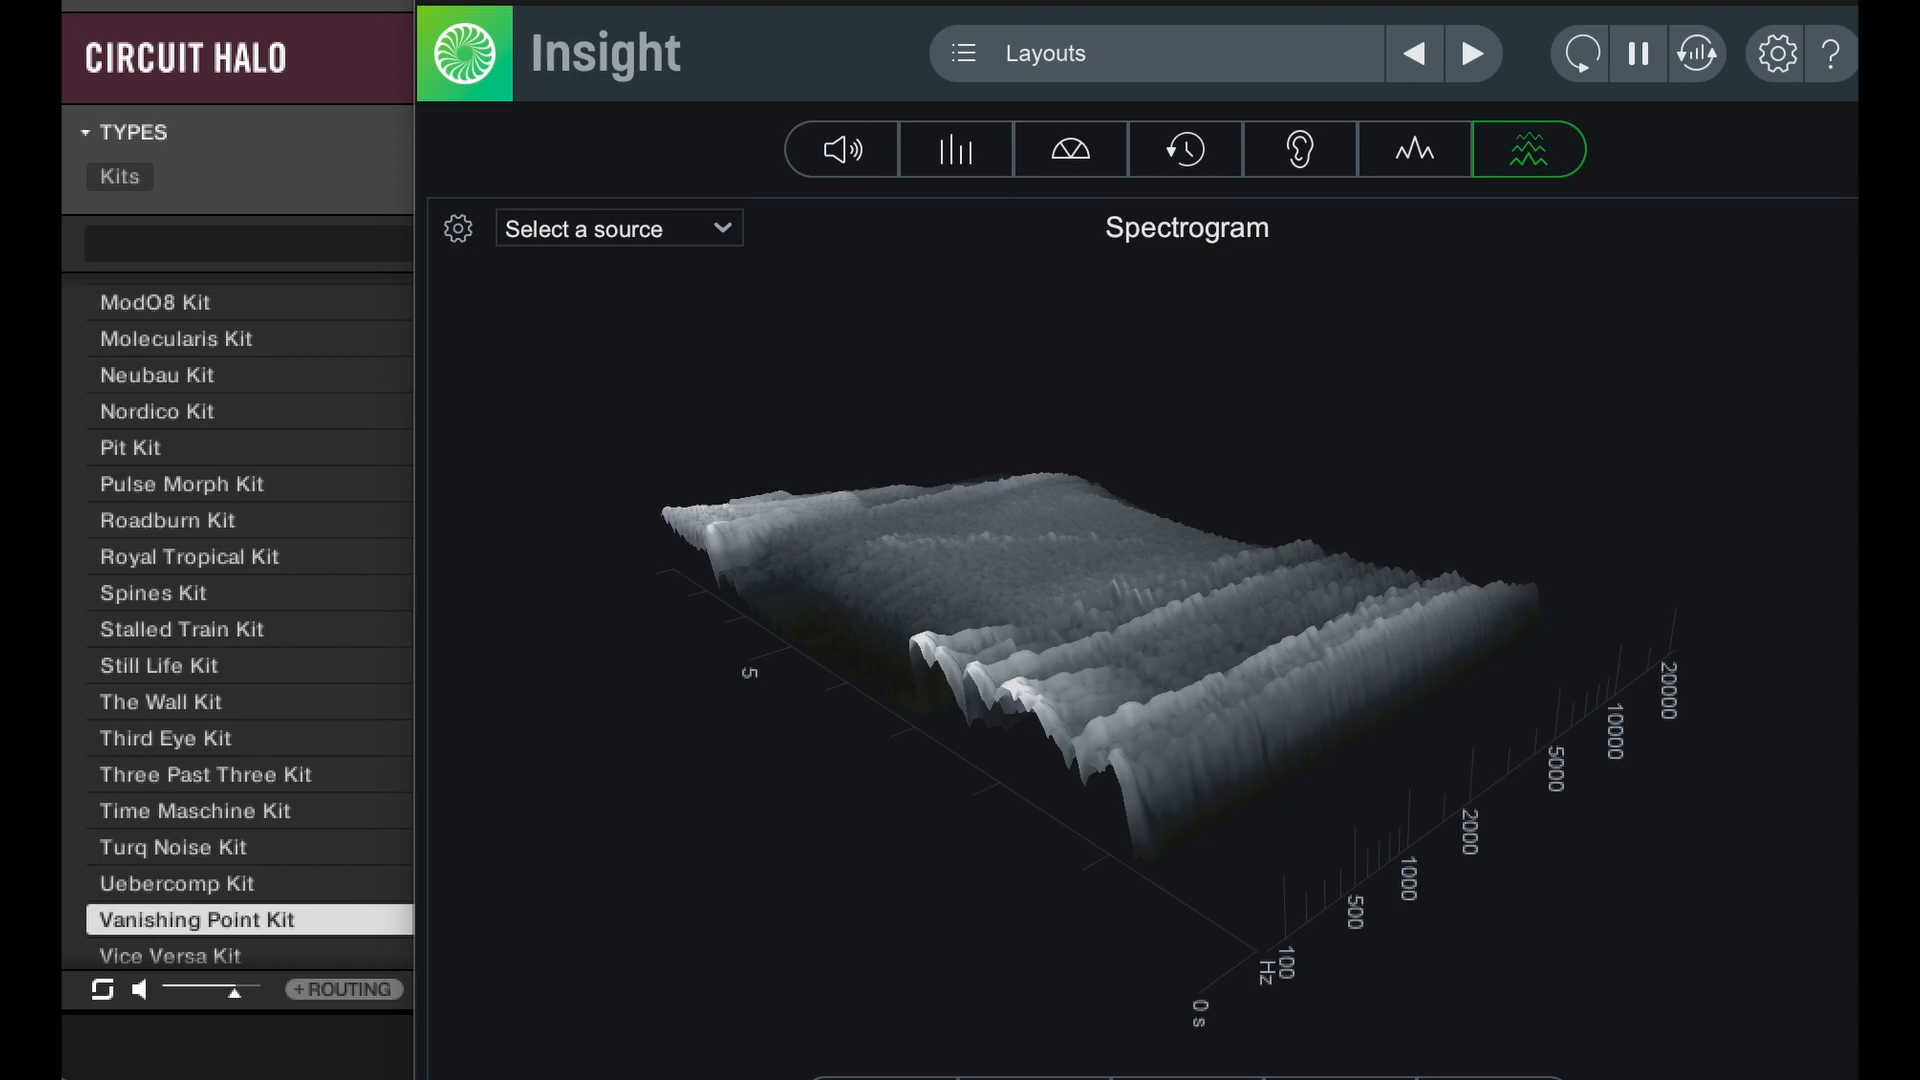 CIRCUIT HALO
TYPES
Kits
ModO8 Kit
Molecularis Kit
Neubau Kit
Nordico Kit
Pit Kit
Pulse Morph Kit
Roadburn Kit
Royal Tropical Kit
Spines Kit
Stalled Train Kit
Still Life Kit
The Wall Kit
Third Eye Kit
Three Past Three Kit
Time Maschine Kit
Turq Noise Kit
Uebercomp Kit
Vanishing Point Kit
Vice Versa Kit
+ ROUTING
Insight
Layouts
?
Select a source
Spectrogram
5
20000
10000
5000
2000
1000
500
100
Hz
0 s